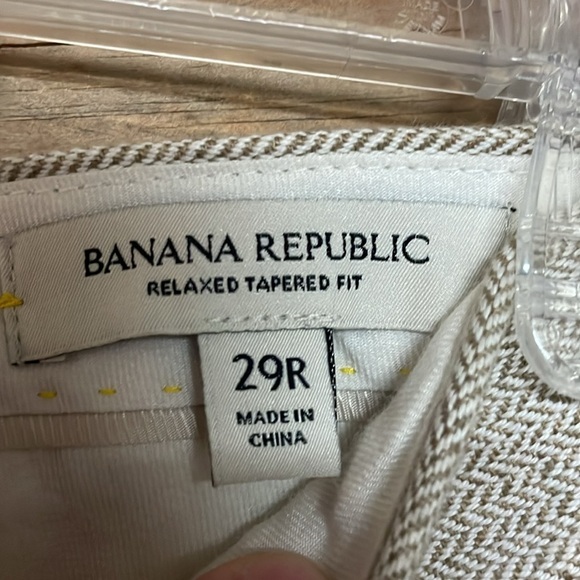 BANANA REPUBLIC
RELAXED TAPERED FIT
29R
MADE IN
CHINA